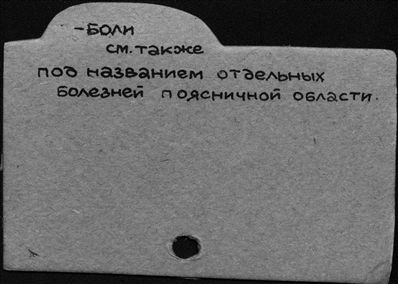 -Боли
см. также
под названием отдельных
болезней поясничной области.